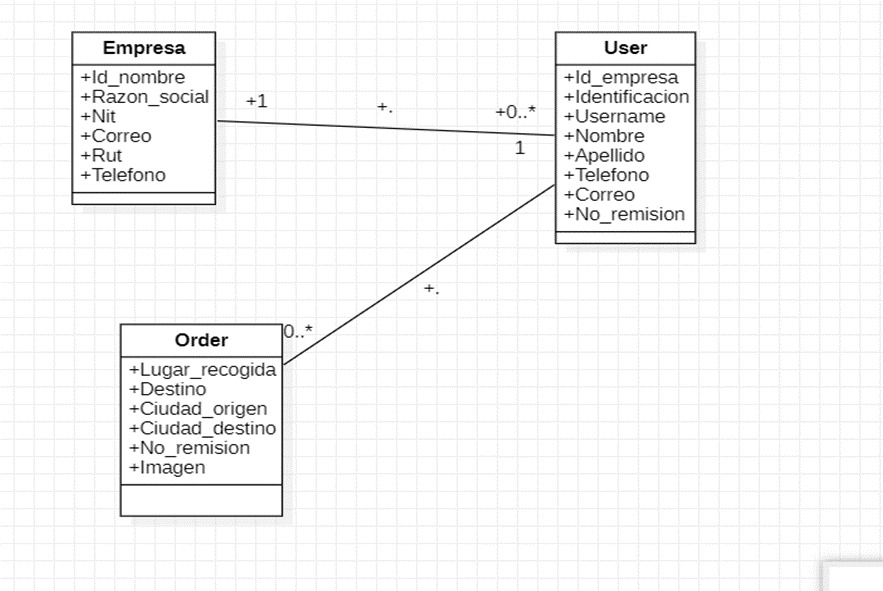 Empresa
+Id_nombre
+Razon_social
+Nit
+Correo
+Rut
+Telefono
+1
+.
+0..*
1
User
+Id_empresa
+Identificacion
+Username
+Nombre
+Apellido
+Telefono
+Correo
+No_remision
+.
0..*
Order
+Lugar_recogida
+Destino
+Ciudad_origen
+Ciudad_destino
+No_remision
+Imagen